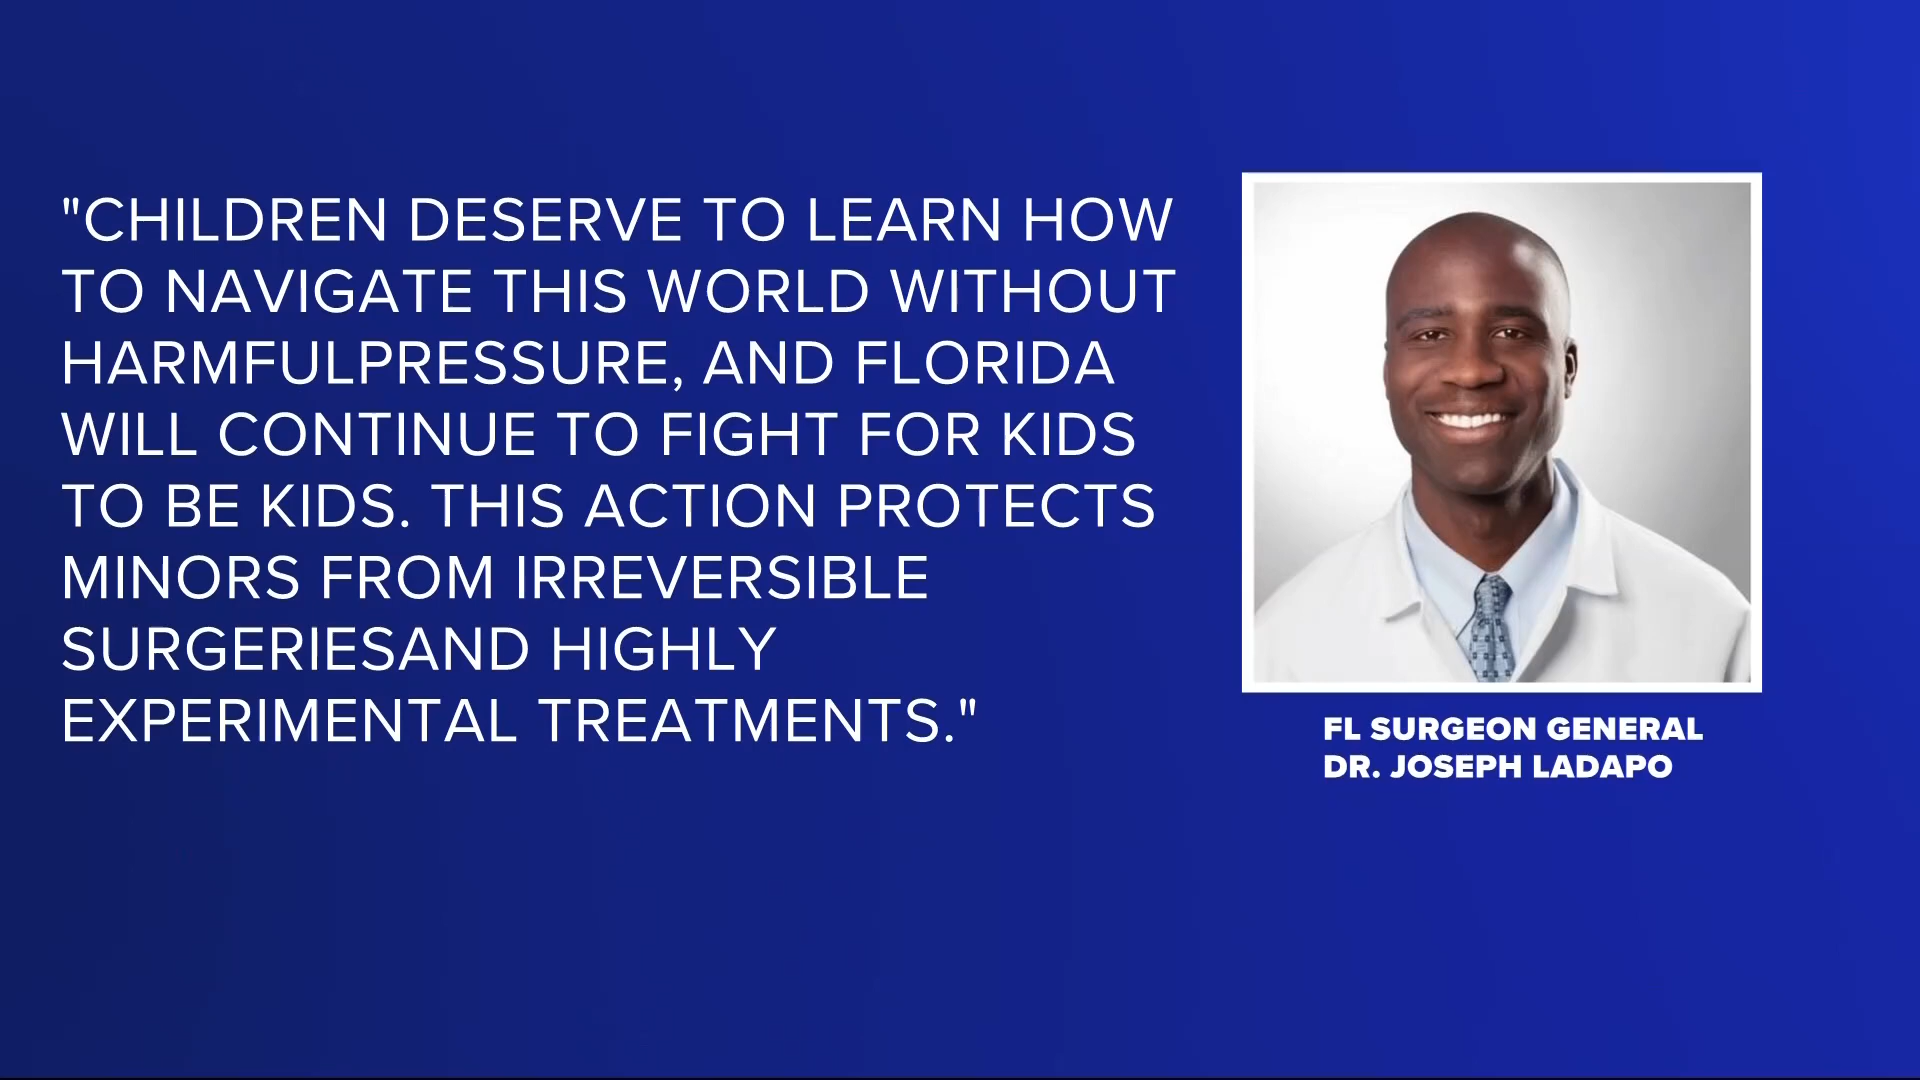 "CHILDREN DESERVE TO LEARN HOW
TO NAVIGATE THIS WORLD WITHOUT
HARMFULPRESSURE, AND FLORIDA
WILL CONTINUE TO FIGHT FOR KIDS
TO BE KIDS. THIS ACTION PROTECTS
MINORS FROM IRREVERSIBLE
SURGERIESAND HIGHLY
EXPERIMENTAL TREATMENTS."
FL SURGEON GENERAL
DR. JOSEPH LADAPO